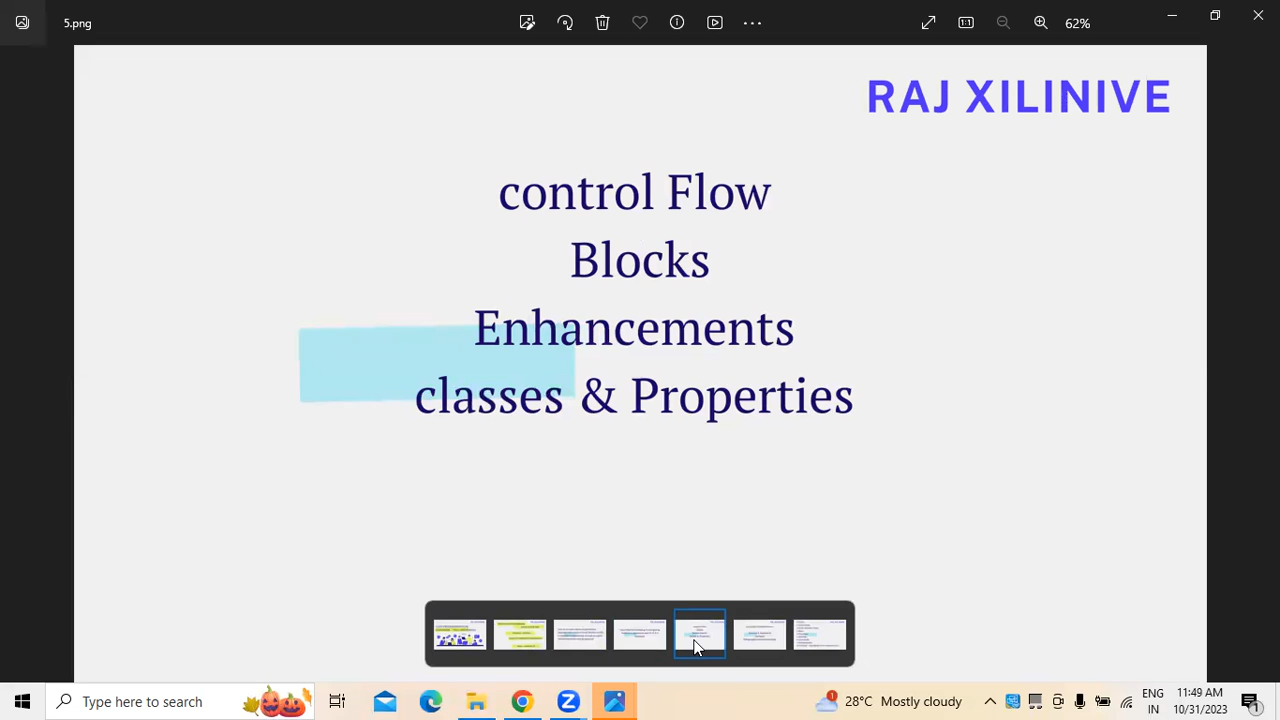 5.png
62%
RAJ XILINIVE
control Flow
Blocks
Enhancements
classes & Properties
Type here to search
28°C Mostly cloudy
ENG
IN
11:49 AM
10/31/2023